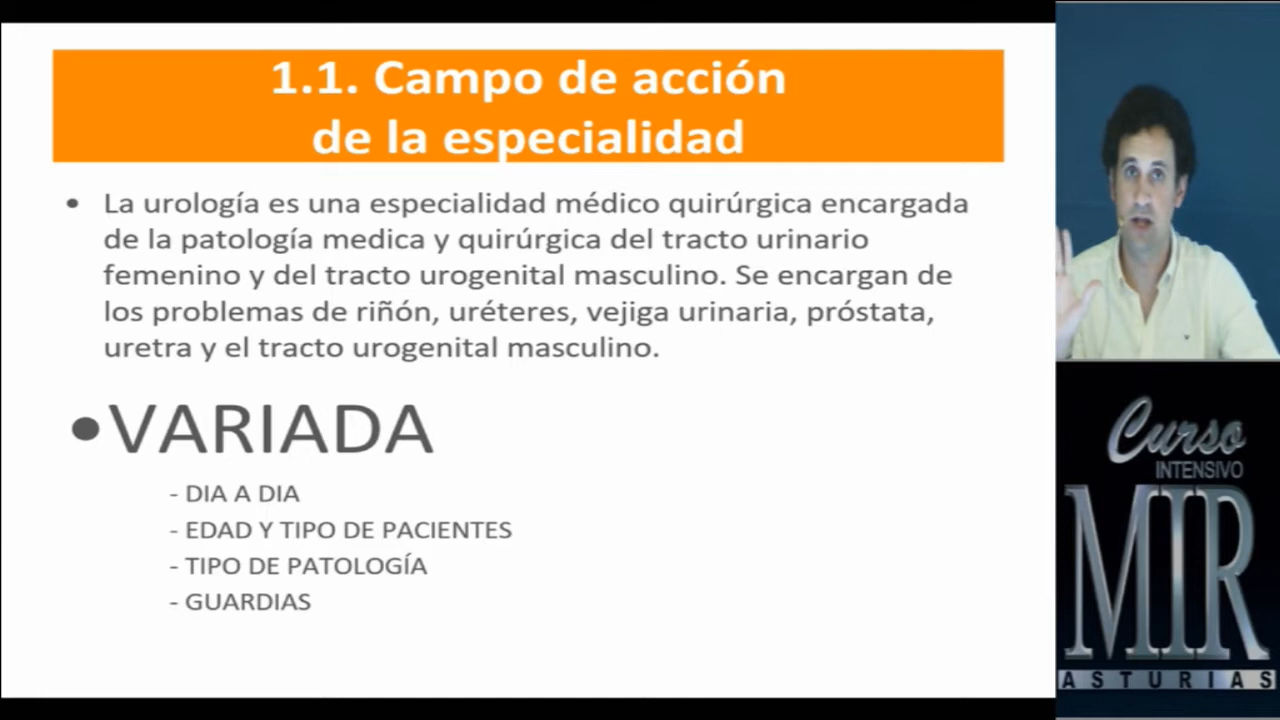 1.1. Campo de acción
de la especialidad
• La urología es una especialidad médico quirúrgica encargada
de la patología medica y quirúrgica del tracto urinario
femenino y del tracto urogenital masculino. Se encargan de
los problemas de riñón, uréteres, vejiga urinaria, próstata,
uretra y el tracto urogenital masculino.
•VARIADA
- DIA A DIA
- EDAD Y TIPO DE PACIENTES
- TIPO DE PATOLOGÍA
- GUARDIAS
Curso
INTENSIVO
MIR
ASTURIAS